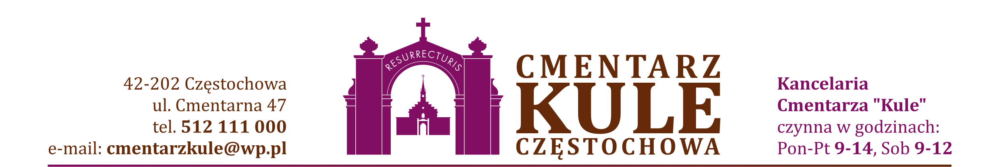 42-202 Częstochowa
ul. Cmentarna 47
tel. 512 111 000
e-mail: cmentarzkule@wp.pl
RESURRECTURIS
CMENTARZ
KULE
CZĘSTOCHOWA
Kancelaria
Cmentarza "Kule"
czynna w godzinach:
Pon-Pt 9-14, Sob 9-12